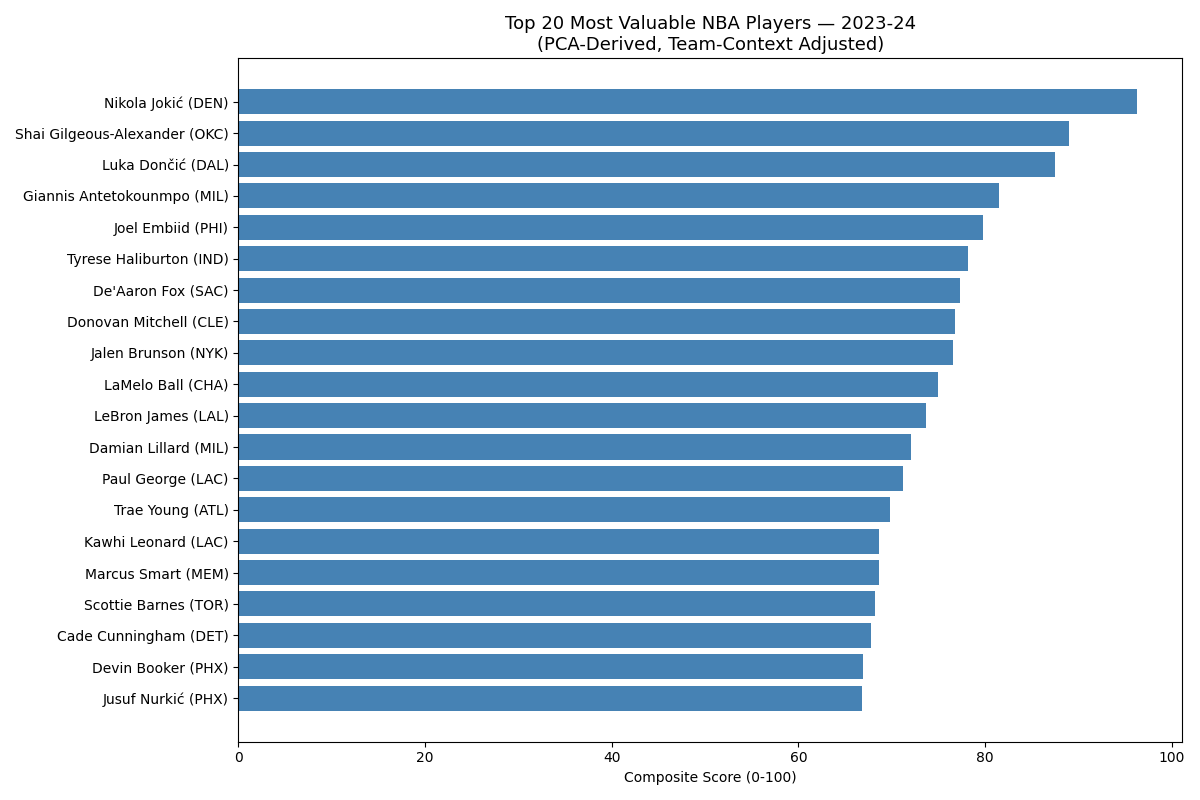 Top 20 Most Valuable NBA Players — 2023-24
(PCA-Derived, Team-Context Adjusted)
Nikola Jokić (DEN)
Shai Gilgeous-Alexander (OKC)
Luka Dončić (DAL)
Giannis Antetokounmpo (MIL)
Joel Embiid (PHI)
Tyrese Haliburton (IND)
De'Aaron Fox (SAC)
Donovan Mitchell (CLE)
Jalen Brunson (NYK)
LaMelo Ball (CHA)
LeBron James (LAL)
Damian Lillard (MIL)
Paul George (LAC)
Trae Young (ATL)
Kawhi Leonard (LAC)
Marcus Smart (MEM)
Scottie Barnes (TOR)
Cade Cunningham (DET)
Devin Booker (PHX)
Jusuf Nurkić (PHX)
0 20 40 60 80 100
Composite Score (0-100)